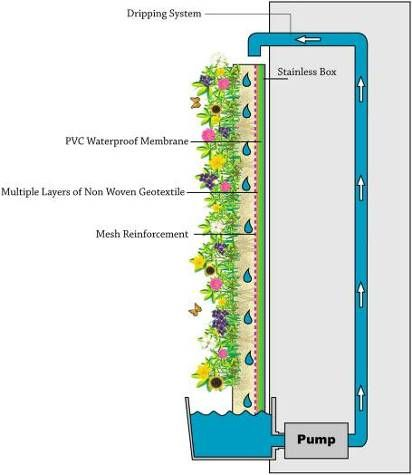 Dripping System
Stainless Box
PVC Waterproof Membrane
Multiple Layers of Non Woven Geotextile
Mesh Reinforcement
Pump